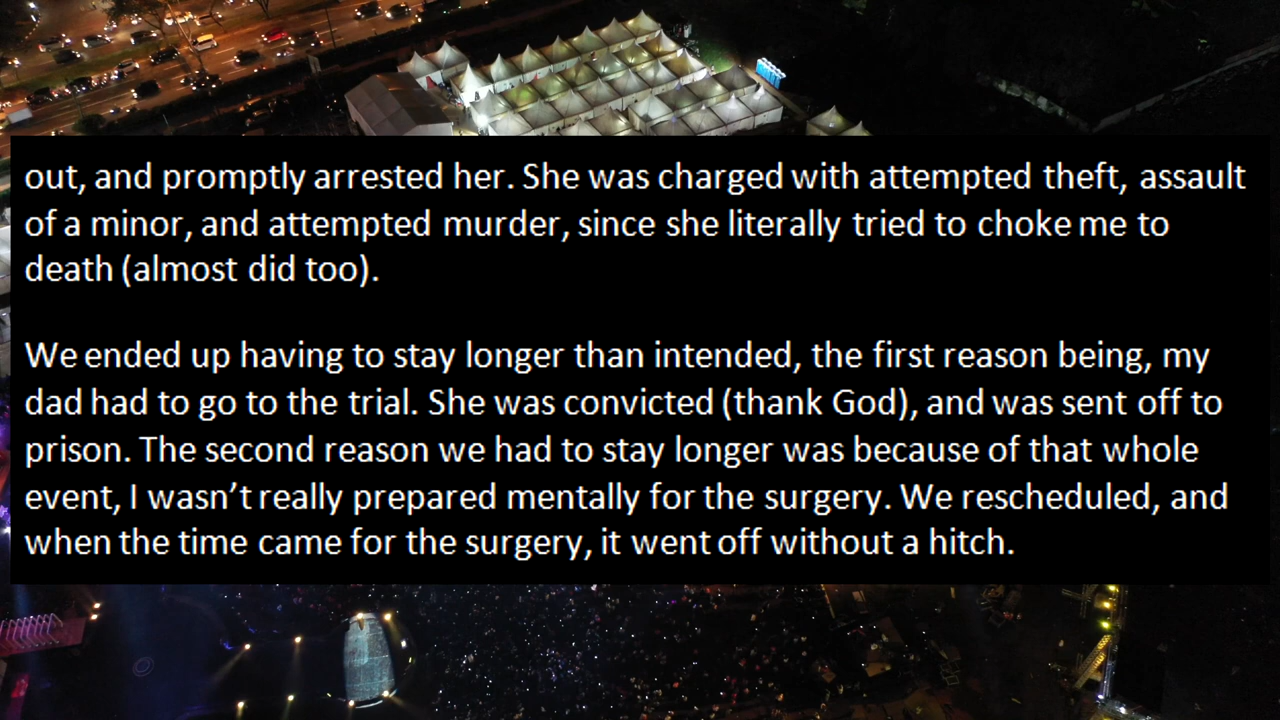 out, and promptly arrested her. She was charged with attempted theft, assault
of a minor, and attempted murder, since she literally tried to choke me to
death (almost did too).
We ended up having to stay longer than intended, the first reason being, my
dad had to go to the trial. She was convicted (thank God), and was sent off to
prison. The second reason we had to stay longer was because of that whole
event, I wasn’t really prepared mentally for the surgery. We rescheduled, and
when the time came for the surgery, it went off without a hitch.